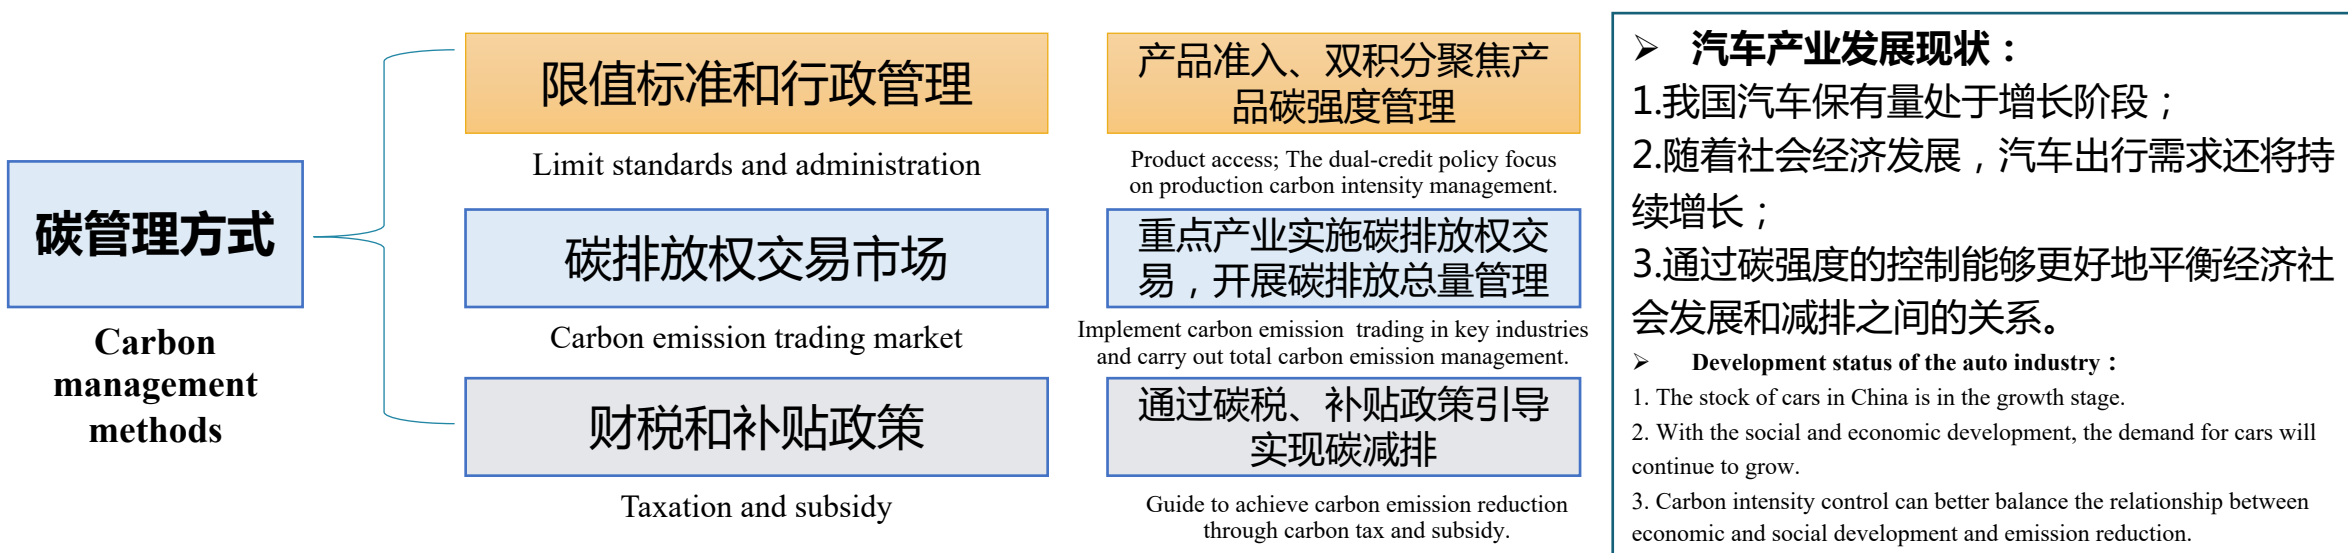 碳管理方式
Carbon
management
methods
限值标准和行政管理
Limit standards and administration
产品准入、双积分聚焦产
品碳强度管理
Product access; The dual-credit policy focus
on production carbon intensity management.
碳排放权交易市场
Carbon emission trading market
重点产业实施碳排放权交
易，开展碳排放总量管理
Implement carbon emission  trading in key industries
and carry out total carbon emission management.
财税和补贴政策
Taxation and subsidy
通过碳税、补贴政策引导
实现碳减排
Guide to achieve carbon emission reduction
through carbon tax and subsidy.
➢ 汽车产业发展现状：
1.我国汽车保有量处于增长阶段；
2.随着社会经济发展，汽车出行需求还将持
续增长；
3.通过碳强度的控制能够更好地平衡经济社
会发展和减排之间的关系。
➢ Development status of the auto industry：
1. The stock of cars in China is in the growth stage.
2. With the social and economic development, the demand for cars will
continue to grow.
3. Carbon intensity control can better balance the relationship between
economic and social development and emission reduction.